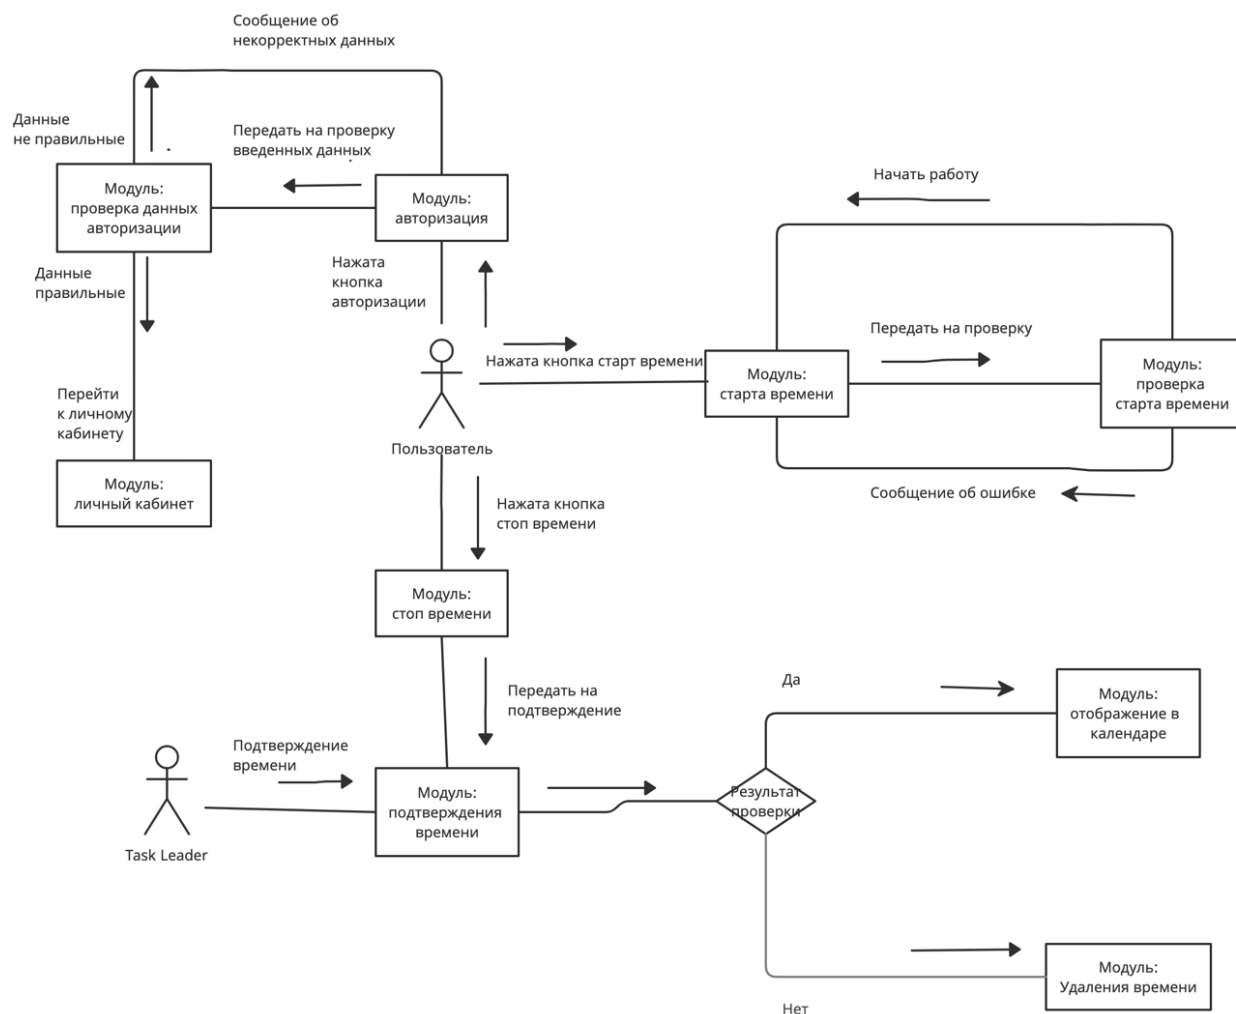 Сообщение об
некорректных данных
Данные
не правильные
Передать на проверку
введенных данных
Модуль:
проверка данных
авторизации
Модуль:
авторизация
Начать работу
Данные
правильные
Нажата
кнопка
авторизации
Передать на проверку
Нажата кнопка старт времени
Модуль:
старта времени
Модуль:
проверка
старта времени
Перейти
к личному
кабинету
Пользователь
Модуль:
личный кабинет
Сообщение об ошибке
Нажата кнопка
стоп времени
Модуль:
стоп времени
Передать на
подтверждение
Да
Модуль:
отображение в
календаре
Подтверждение
времени
Модуль:
подтверждения
времени
Результат
проверки
Task Leader
Модуль:
Удаления времени
Нет